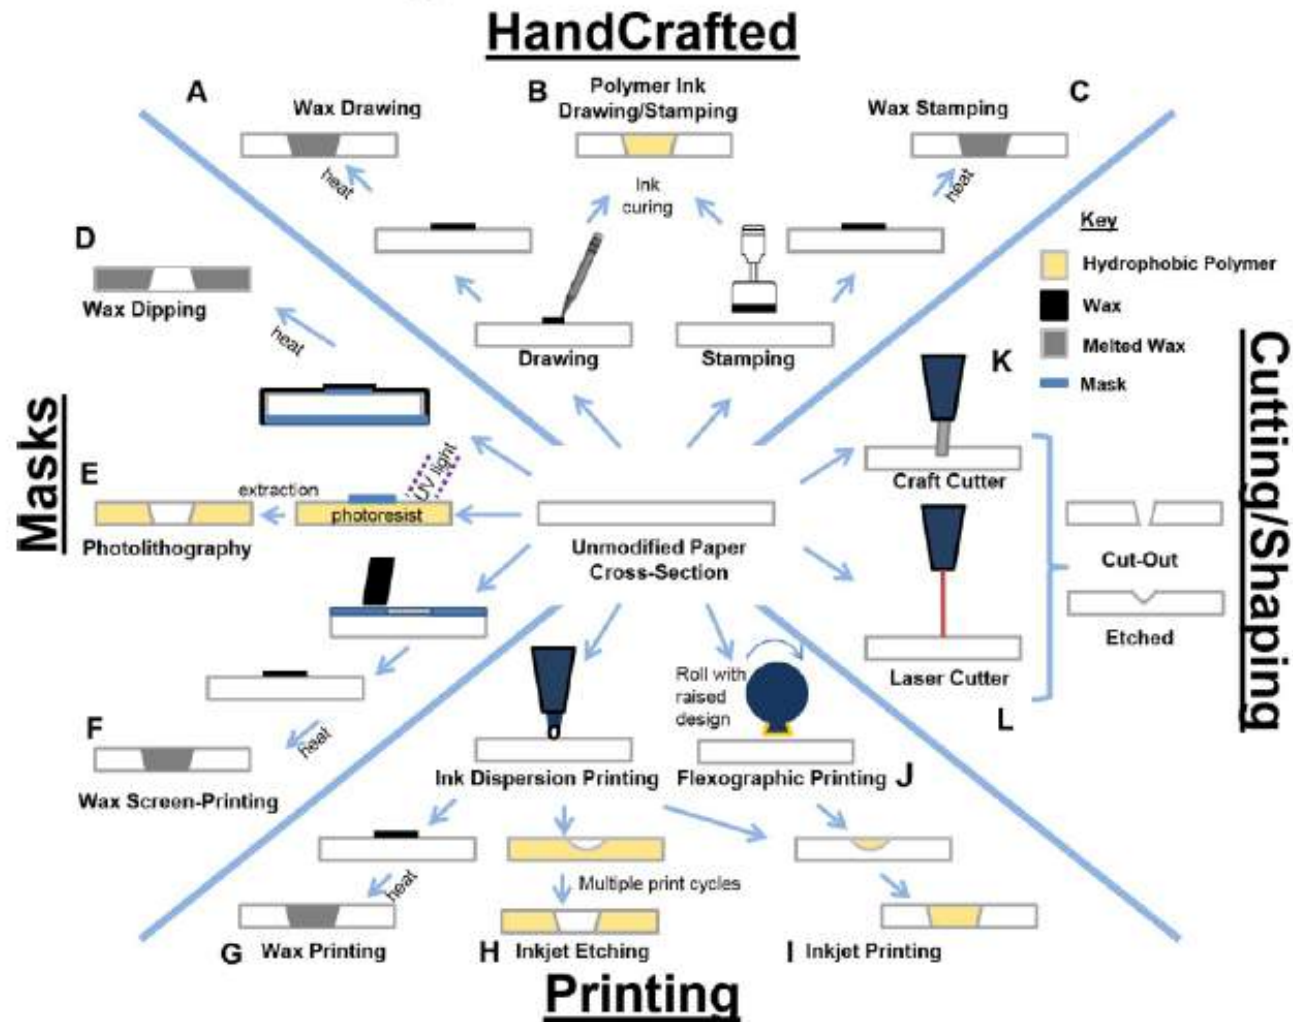 HandCrafted
A
Wax Drawing
heat
B
Polymer Ink
Drawing/Stamping
Ink
curing
C
Wax Stamping
heat
Drawing
Stamping
Key
Hydrophobic Polymer
Wax
Melted Wax
Mask
D
Wax Dipping
heat
Masks
E
extraction
UV light
photoresist
Photolithography
Unmodified Paper
Cross-Section
K
Craft Cutter
Cut-Out
Etched
Laser Cutter
L
Cutting/Shaping
F
heat
Wax Screen-Printing
Roll with
raised
design
Ink Dispersion Printing
Flexographic Printing
J
heat
Multiple print cycles
G
Wax Printing
H
Inkjet Etching
I
Inkjet Printing
Printing